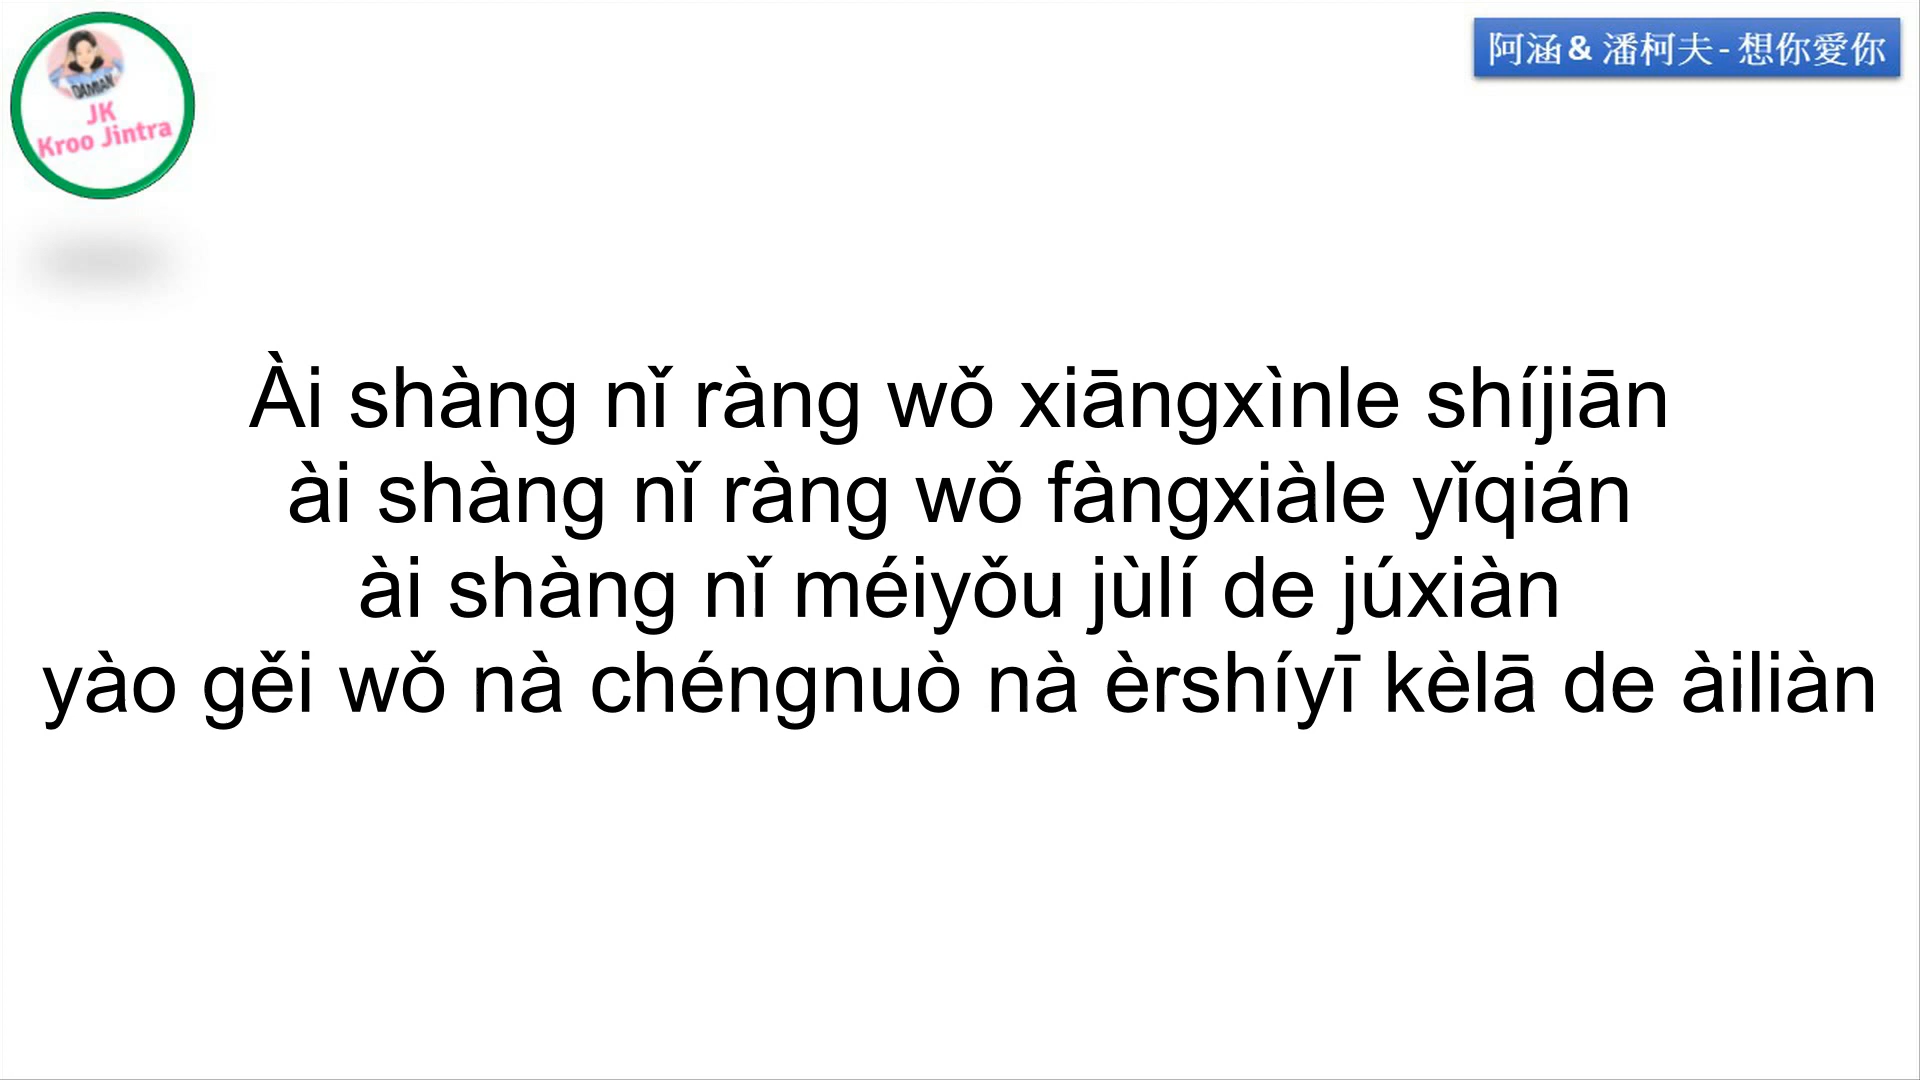 DAMIAN
JK
Kroo Jintra
阿涵 & 潘柯夫 - 想你愛你
Ài shàng nǐ ràng wǒ xiāngxìnle shíjiān
ài shàng nǐ ràng wǒ fàngxiàle yǐqián
ài shàng nǐ méiyǒu jùlí de júxiàn
yào gěi wǒ nà chéngnuò nà èrshíyī kèlā de àiliàn